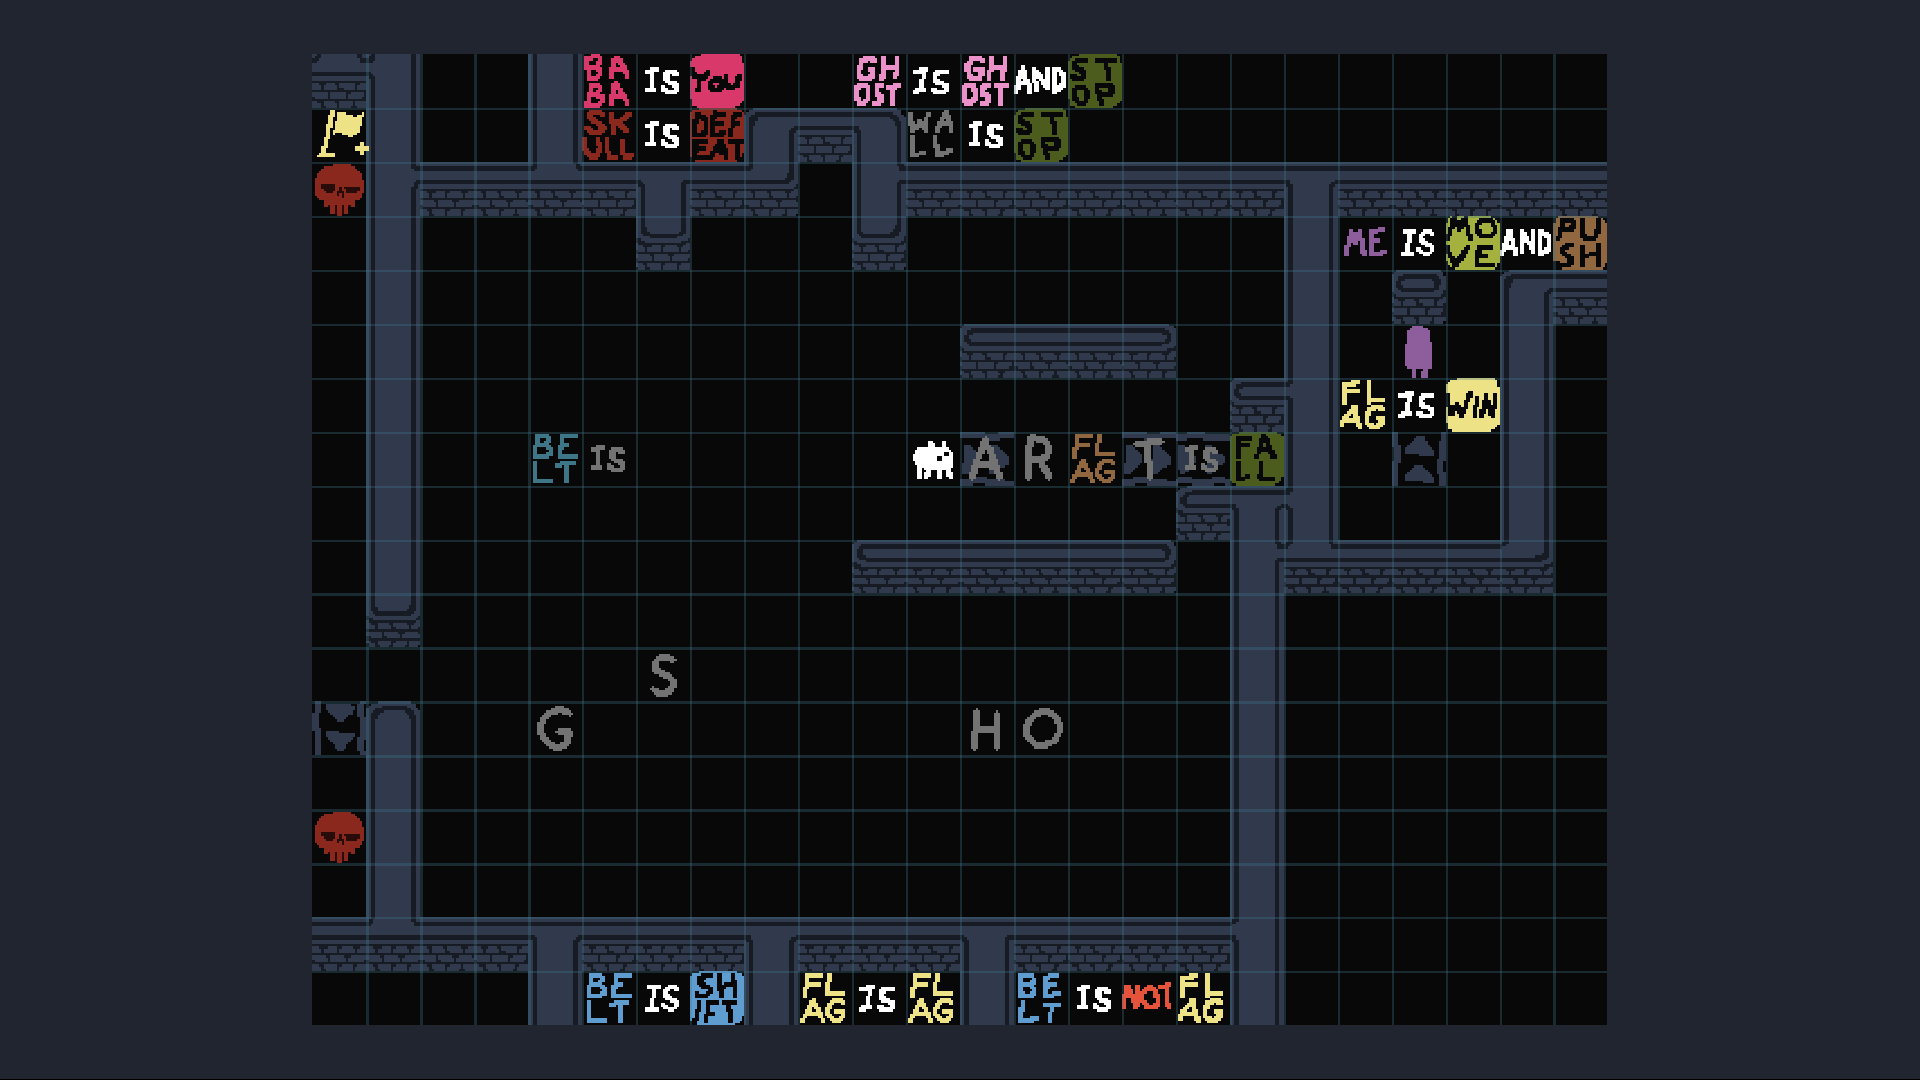 BABA IS YOU GHOST IS GHOST AND STOP
SKULL IS DEFEAT WALL IS STOP
ME IS MOVE AND PUSH
FLAG IS WIN
BELT IS A R FLAG T IS FALL
S
G H O
BELT IS SHIFT FLAG IS FLAG BELT IS NOT FLAG